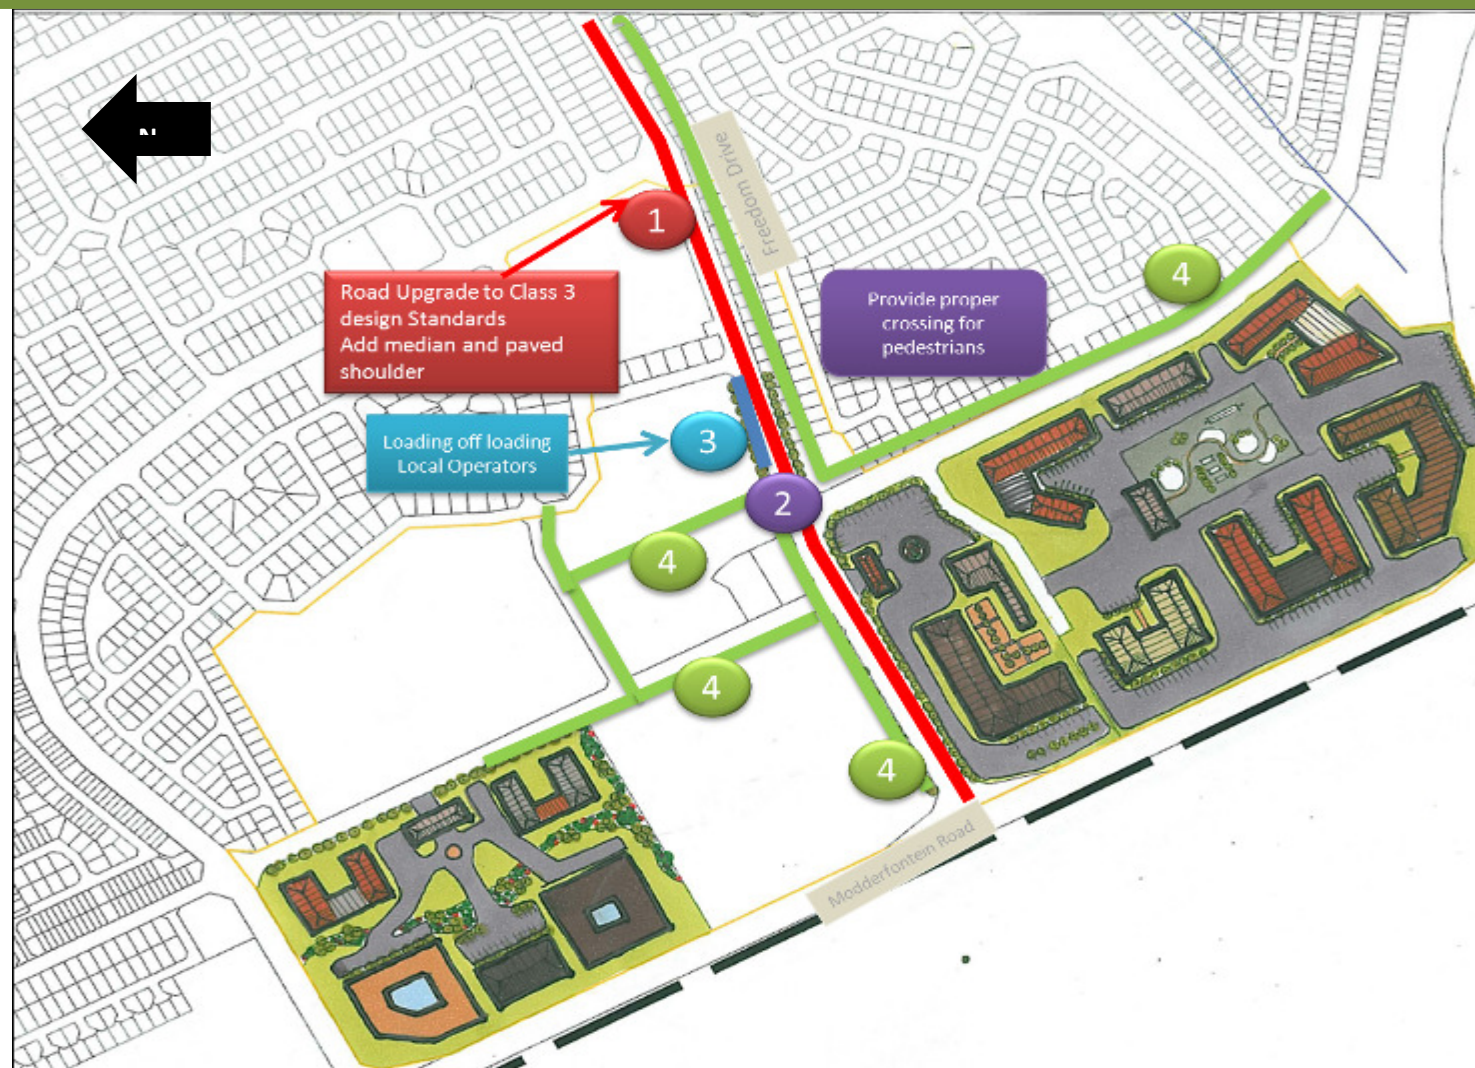 Freedom Drive
1
4
Road Upgrade to Class 3
design Standards
Add median and paved
shoulder
Provide proper
crossing for
pedestrians
Loading off loading
Local Operators
3
2
4
4
4
Modderfontein Road